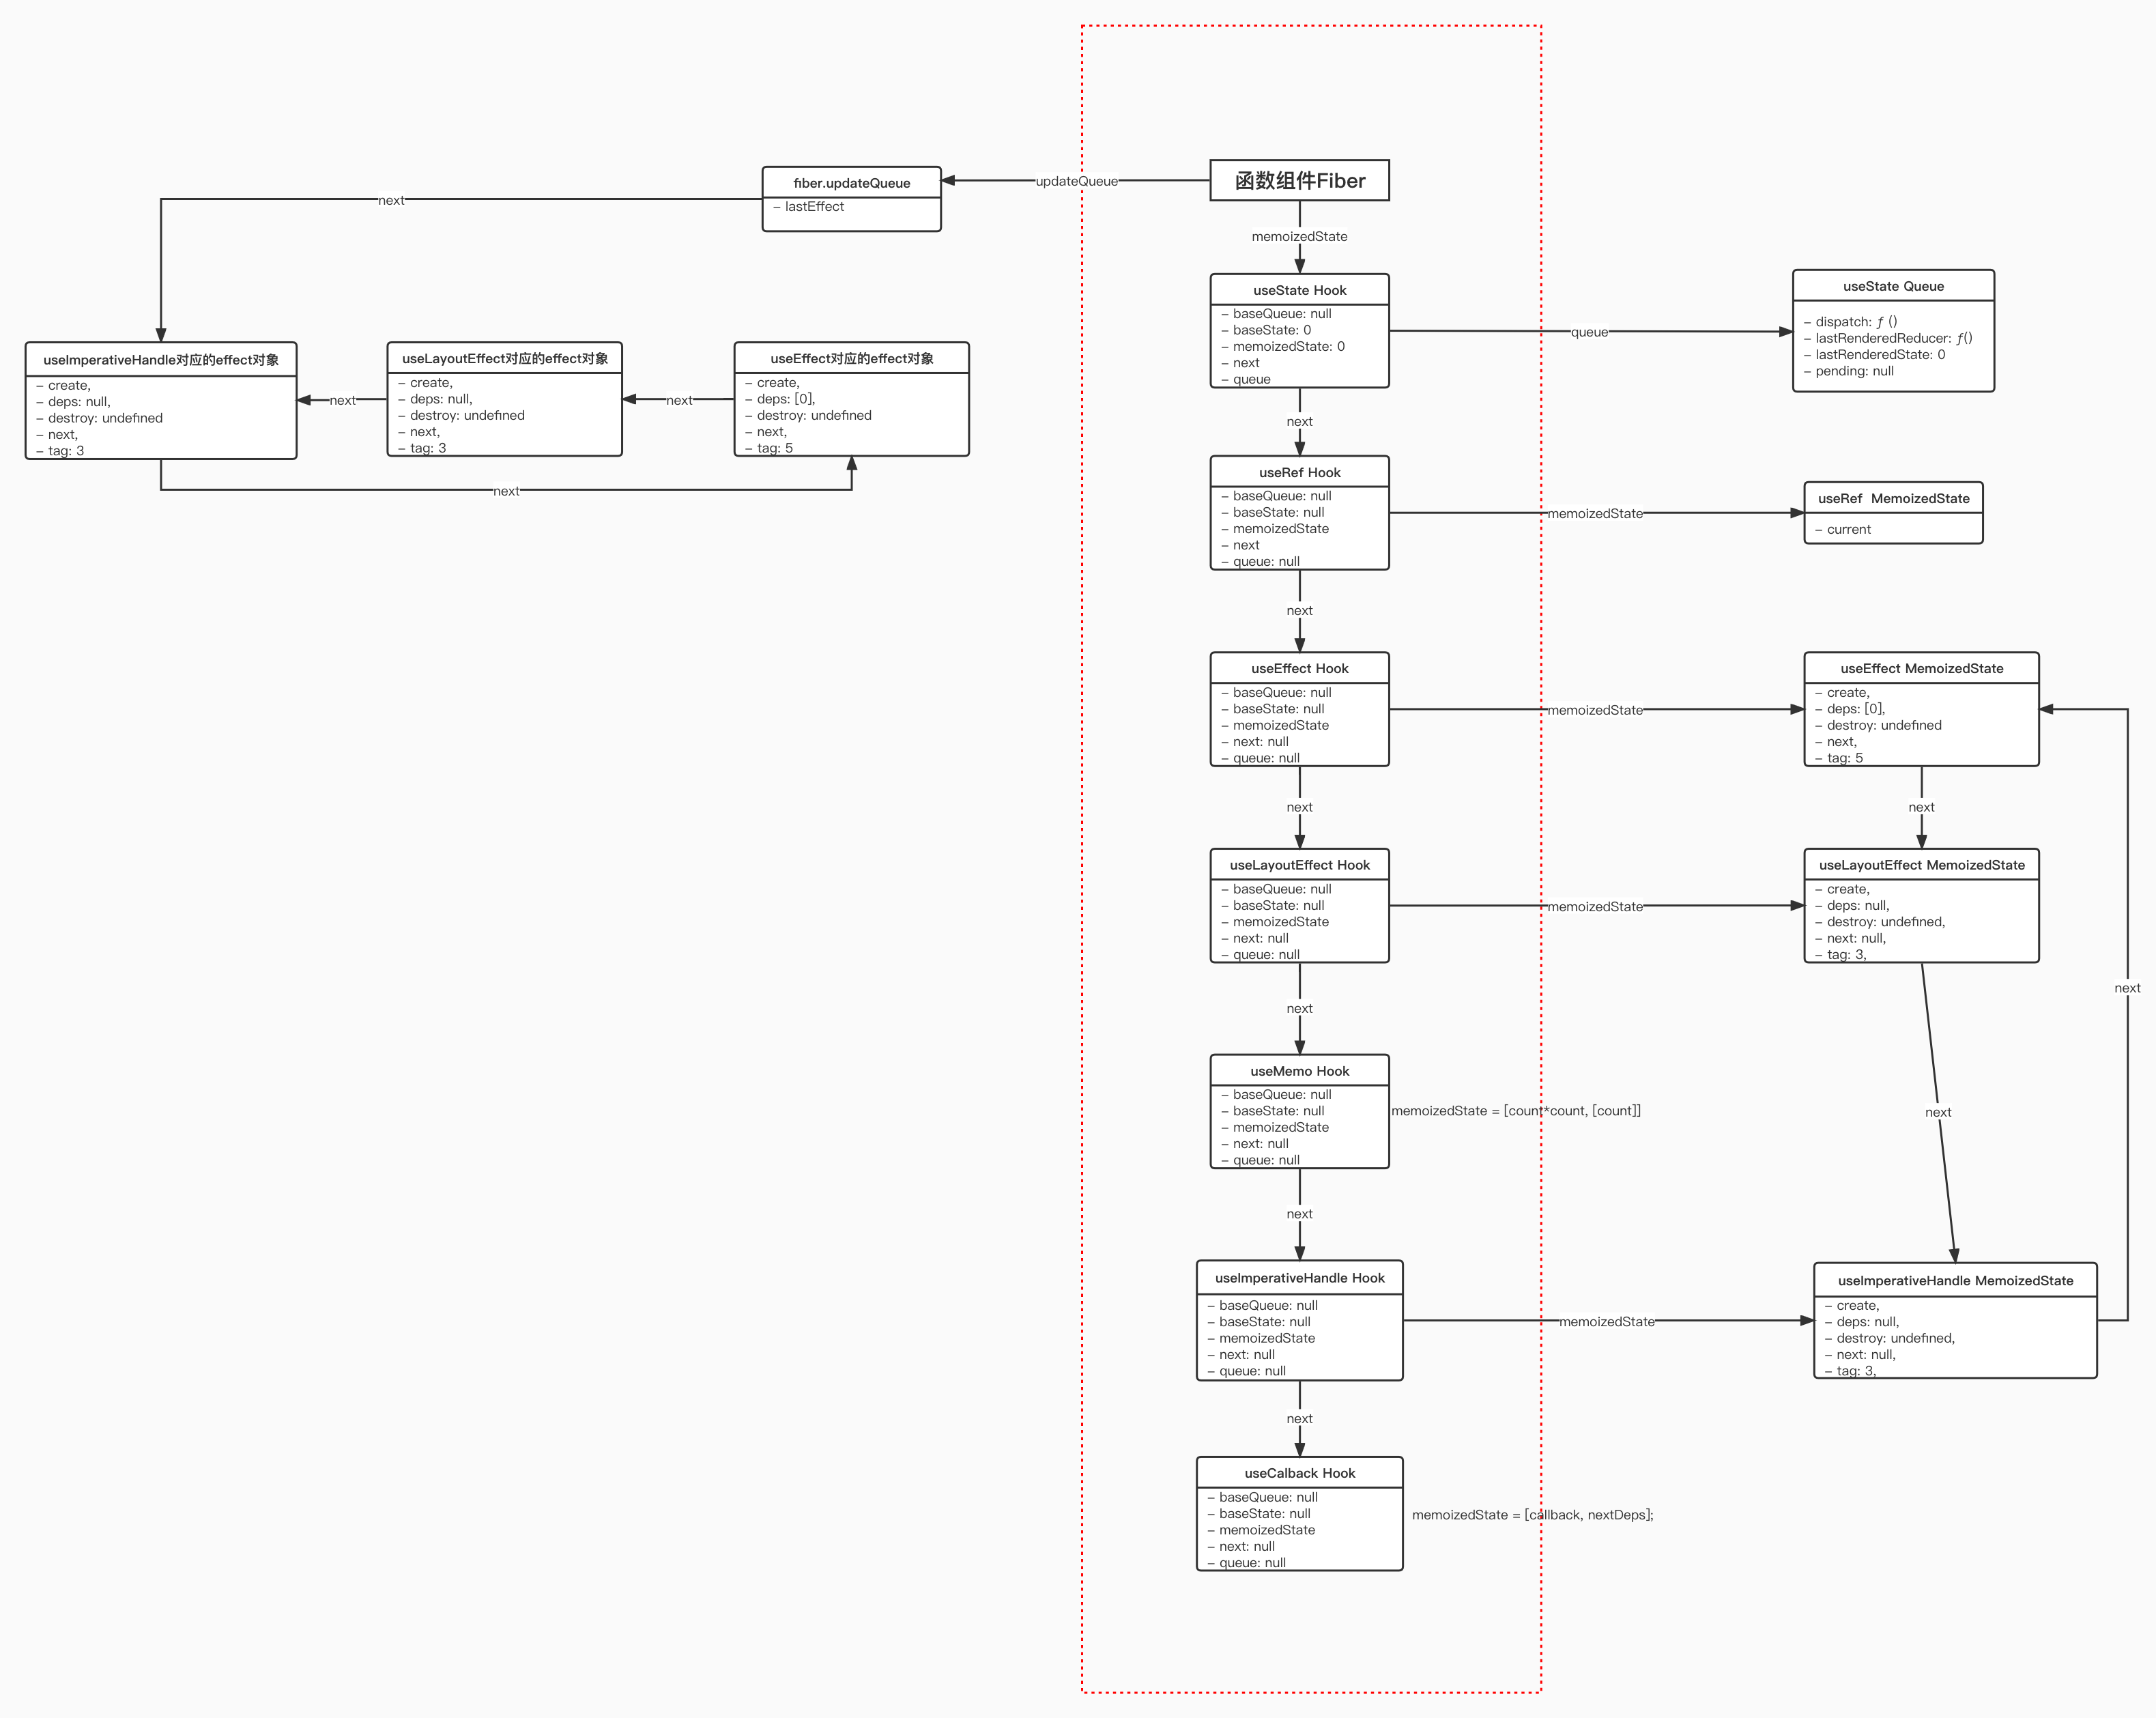 函数组件Fiber
updateQueue
fiber.updateQueue
– lastEffect
next
useImperativeHandle对应的effect对象
– create,
– deps: null,
– destroy: undefined
– next,
– tag: 3
next
useLayoutEffect对应的effect对象
– create,
– deps: null,
– destroy: undefined
– next,
– tag: 3
next
useEffect对应的effect对象
– create,
– deps: [0],
– destroy: undefined
– next,
– tag: 5
next
memoizedState
useState Hook
– baseQueue: null
– baseState: 0
– memoizedState: 0
– next
– queue
queue
useState Queue
– dispatch: ƒ ()
– lastRenderedReducer: ƒ()
– lastRenderedState: 0
– pending: null
next
useRef Hook
– baseQueue: null
– baseState: null
– memoizedState
– next
– queue: null
memoizedState
useRef  MemoizedState
– current
next
useEffect Hook
– baseQueue: null
– baseState: null
– memoizedState
– next: null
– queue: null
memoizedState
useEffect MemoizedState
– create,
– deps: [0],
– destroy: undefined
– next,
– tag: 5
next
next
useLayoutEffect Hook
– baseQueue: null
– baseState: null
– memoizedState
– next: null
– queue: null
memoizedState
useLayoutEffect MemoizedState
– create,
– deps: null,
– destroy: undefined,
– next: null,
– tag: 3,
next
next
useMemo Hook
– baseQueue: null
– baseState: null
– memoizedState
– next: null
– queue: null
memoizedState = [count*count, [count]]
next
next
useImperativeHandle Hook
– baseQueue: null
– baseState: null
– memoizedState
– next: null
– queue: null
memoizedState
useImperativeHandle MemoizedState
– create,
– deps: null,
– destroy: undefined,
– next: null,
– tag: 3,
next
useCalback Hook
– baseQueue: null
– baseState: null
– memoizedState
– next: null
– queue: null
memoizedState = [callback, nextDeps];